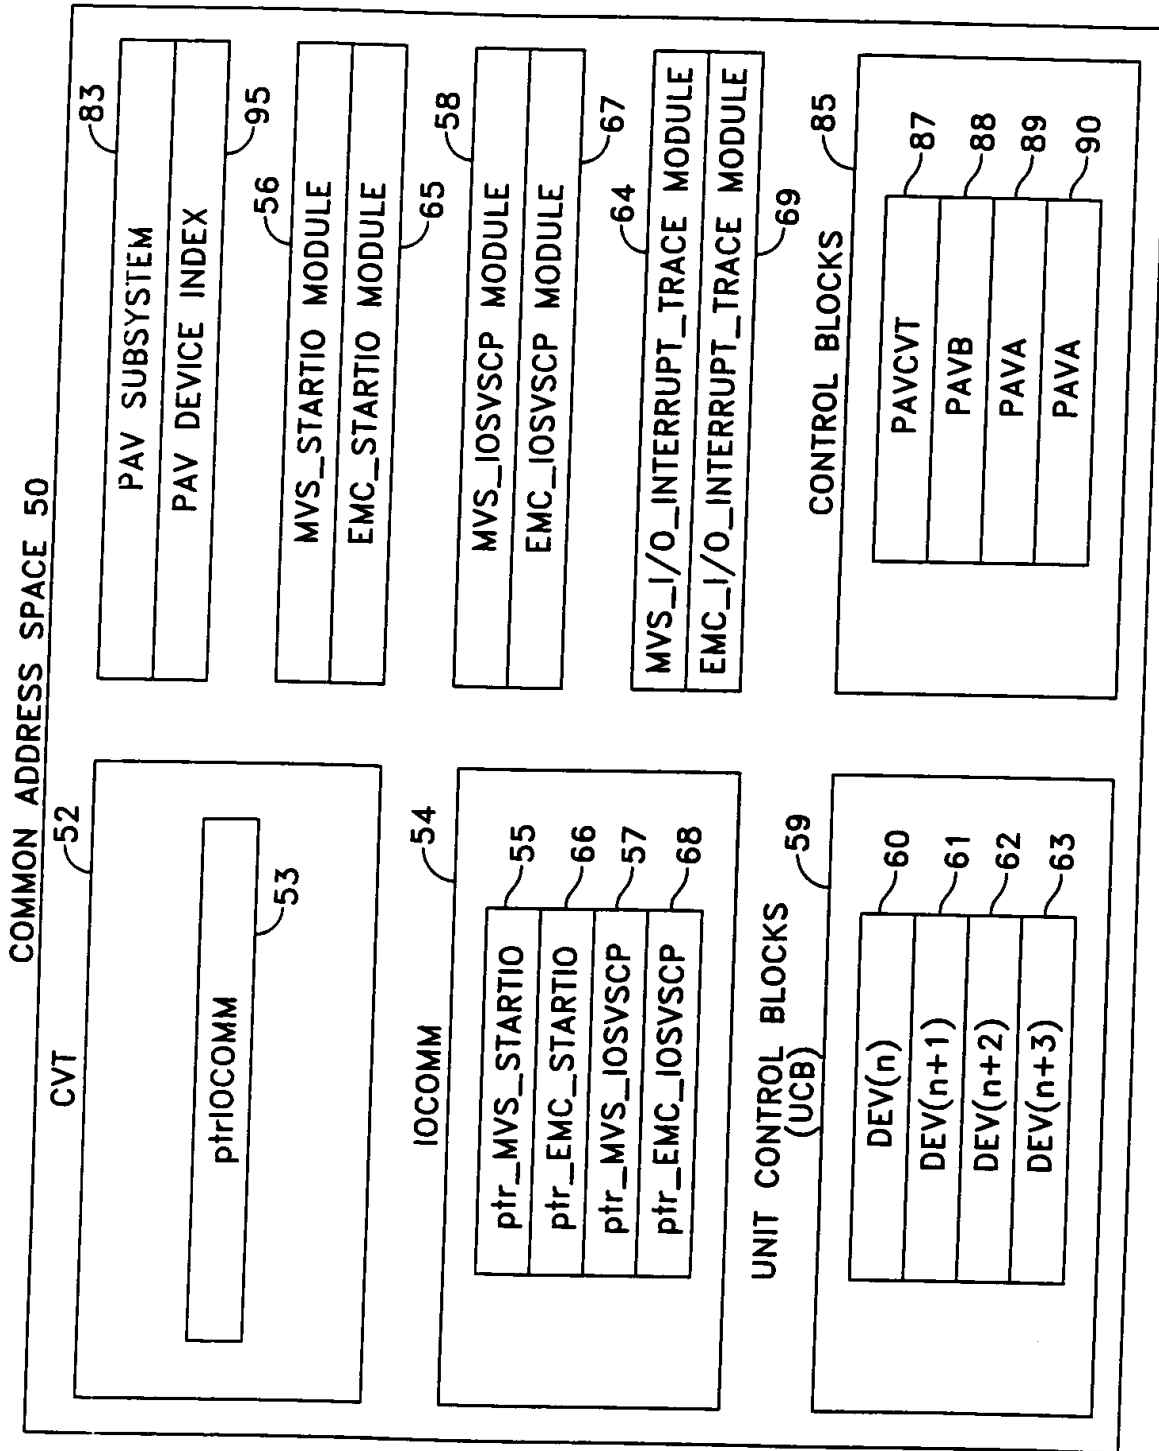 COMMON ADDRESS SPACE 50
CVT
52
ptrIOCOMM
53
IOCOMM
54
ptr_MVS_STARTIO
55
ptr_EMC_STARTIO
66
ptr_MVS_IOSVSCP
57
ptr_EMC_IOSVSCP
68
UNIT CONTROL BLOCKS
(UCB)
59
DEV(n)
60
DEV(n+1)
61
DEV(n+2)
62
DEV(n+3)
63
83
PAV SUBSYSTEM
PAV DEVICE INDEX
95
56
MVS_STARTIO MODULE
EMC_STARTIO MODULE
65
58
MVS_IOSVSCP MODULE
EMC_IOSVSCP MODULE
67
64
MVS_I/O_INTERRUPT_TRACE MODULE
EMC_I/O_INTERRUPT_TRACE MODULE
69
CONTROL BLOCKS
85
PAVCVT
87
PAVB
88
PAVA
89
PAVA
90